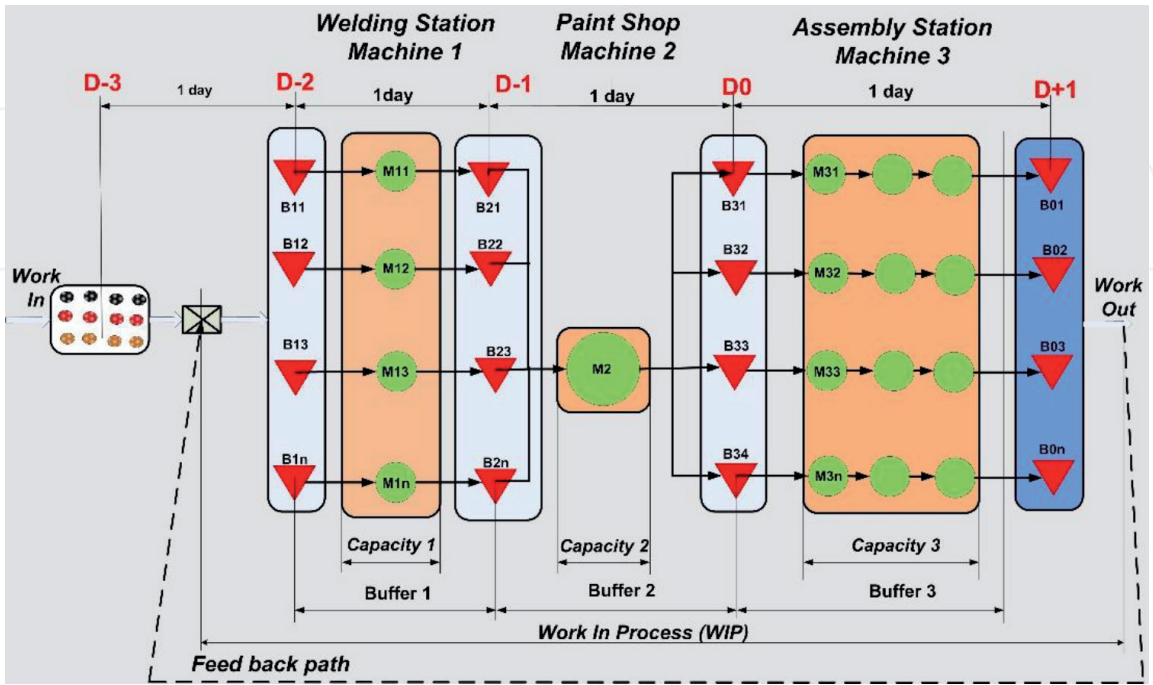 Welding Station
Machine 1
Paint Shop
Machine 2
Assembly Station
Machine 3
D-3
1 day
D-2
1day
D-1
1 day
D0
1 day
D+1
M11
M31
B11
B21
B31
B01
B12
B22
B32
B02
M12
M32
Work
In
Work
Out
B13
B23
B33
B03
M13
M2
M33
B1n
B2n
B34
B0n
M1n
M3n
Capacity 1
Capacity 2
Capacity 3
Buffer 1
Buffer 2
Buffer 3
Work In Process (WIP)
Feed back path